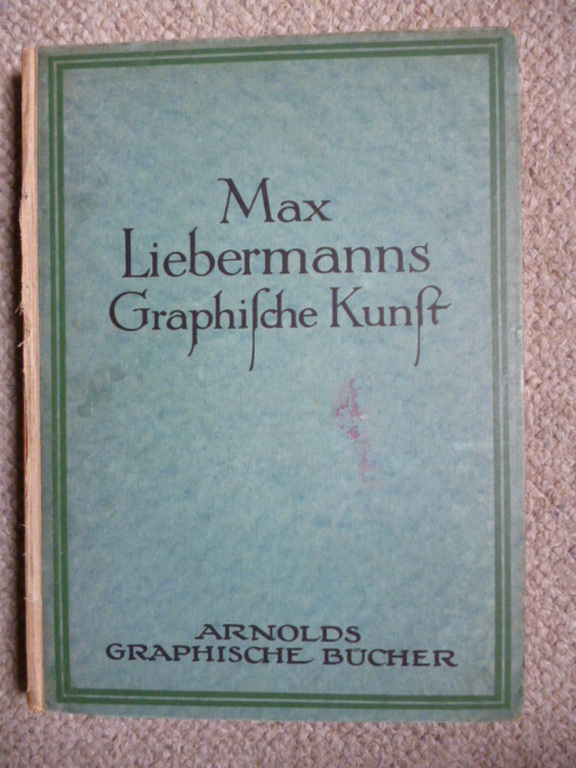 Max
Liebermanns
Graphiſche Kunſt
ARNOLDS
GRAPHISCHE BÜCHER